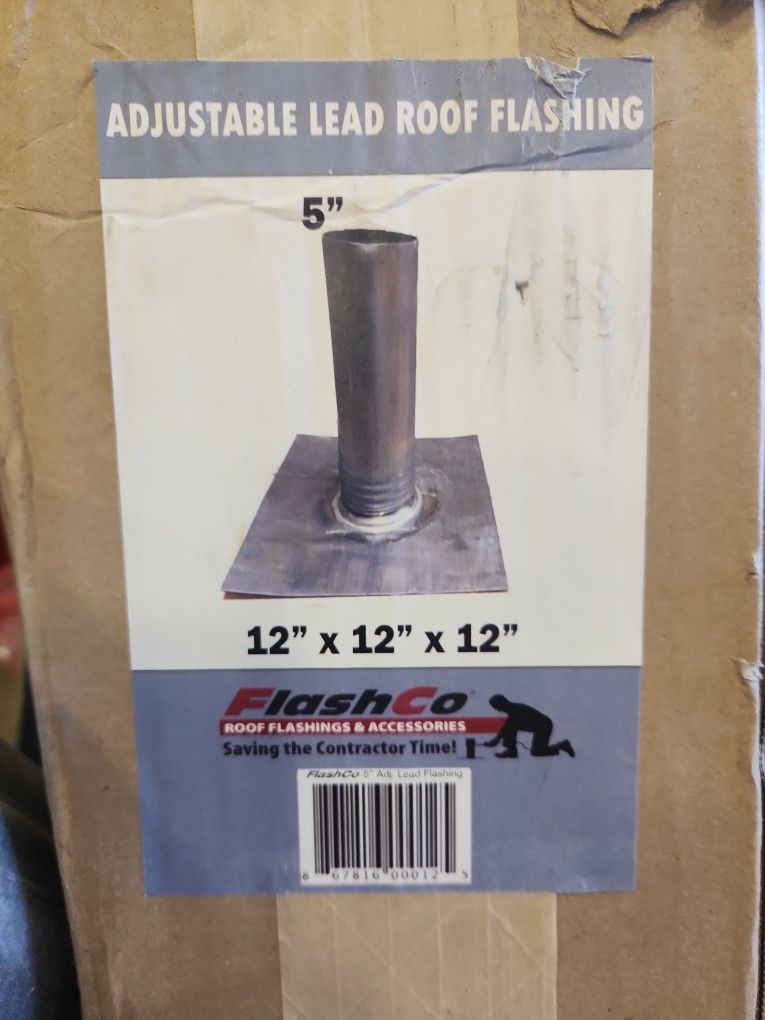 ADJUSTABLE LEAD ROOF FLASHING
5”
12” x 12” x 12”
FlashCo®
ROOF FLASHINGS & ACCESSORIES
Saving the Contractor Time!
FlashCo 5" Adj. Lead Flashing
8 67816 00012 5